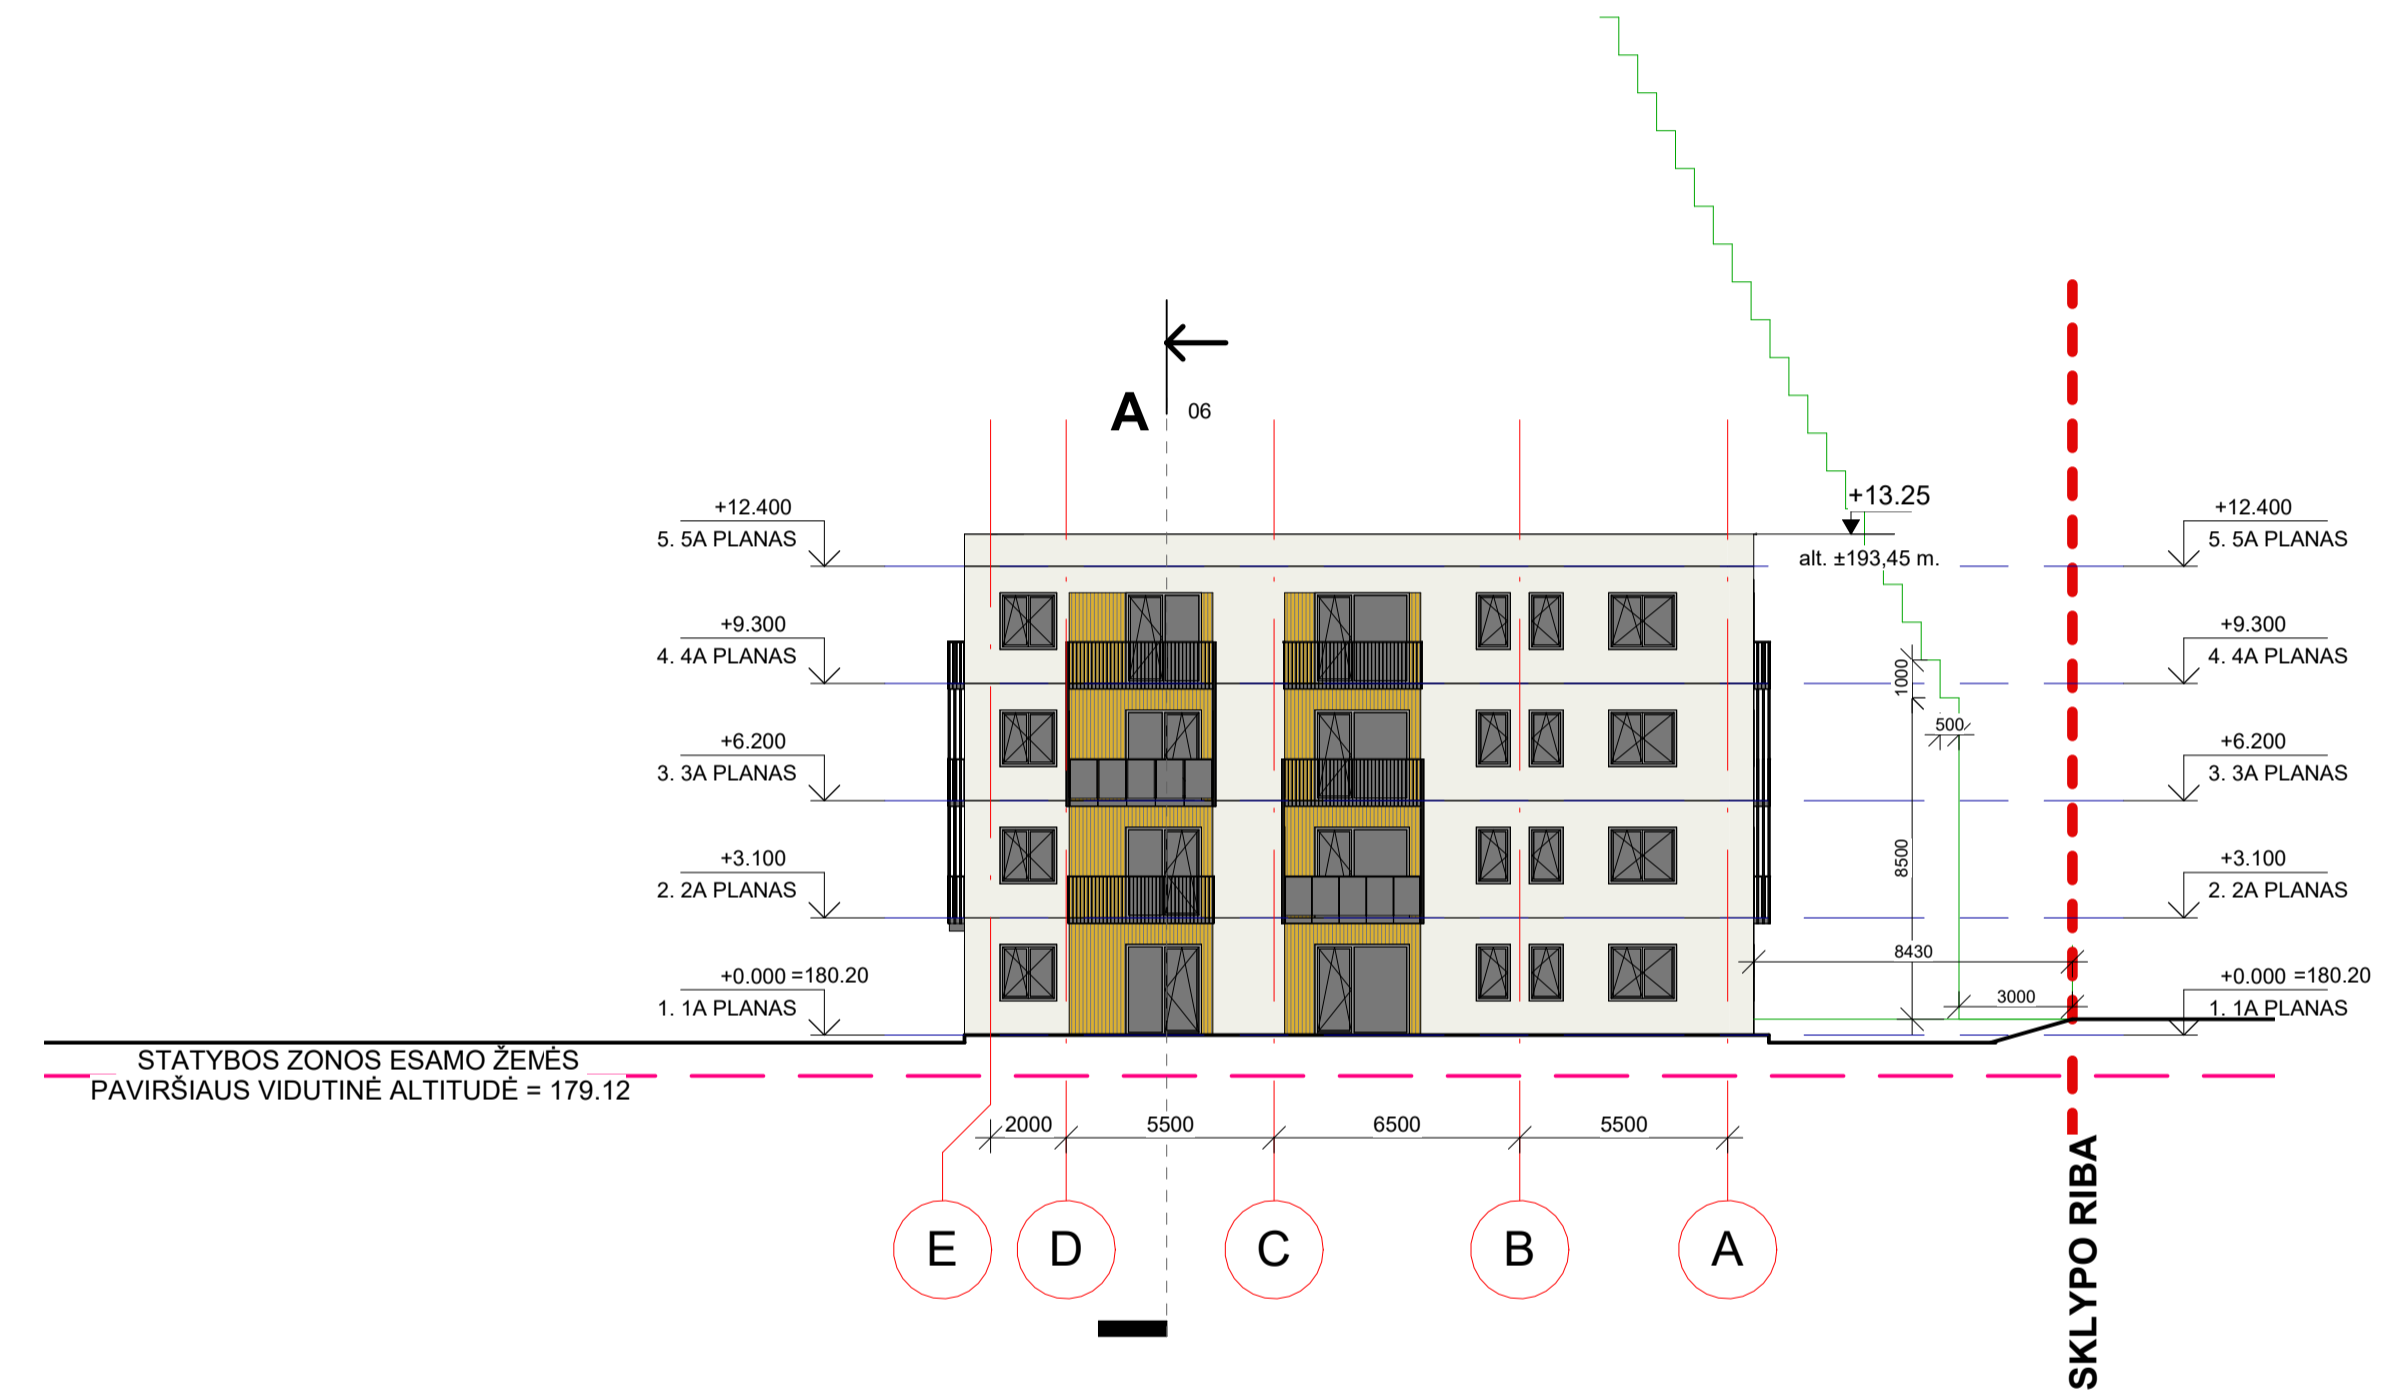 A
06
+12.400
5. 5A PLANAS
+9.300
4. 4A PLANAS
+6.200
3. 3A PLANAS
+3.100
2. 2A PLANAS
+0.000 =180.20
1. 1A PLANAS
STATYBOS ZONOS ESAMO ŽEMĖS
PAVIRŠIAUS VIDUTINĖ ALTITUDĖ = 179.12
+13.25
alt. ±193,45 m.
1000
500
8500
8430
3000
+12.400
5. 5A PLANAS
+9.300
4. 4A PLANAS
+6.200
3. 3A PLANAS
+3.100
2. 2A PLANAS
+0.000 =180.20
1. 1A PLANAS
2000
5500
6500
5500
E
D
C
B
A
SKLYPO RIBA